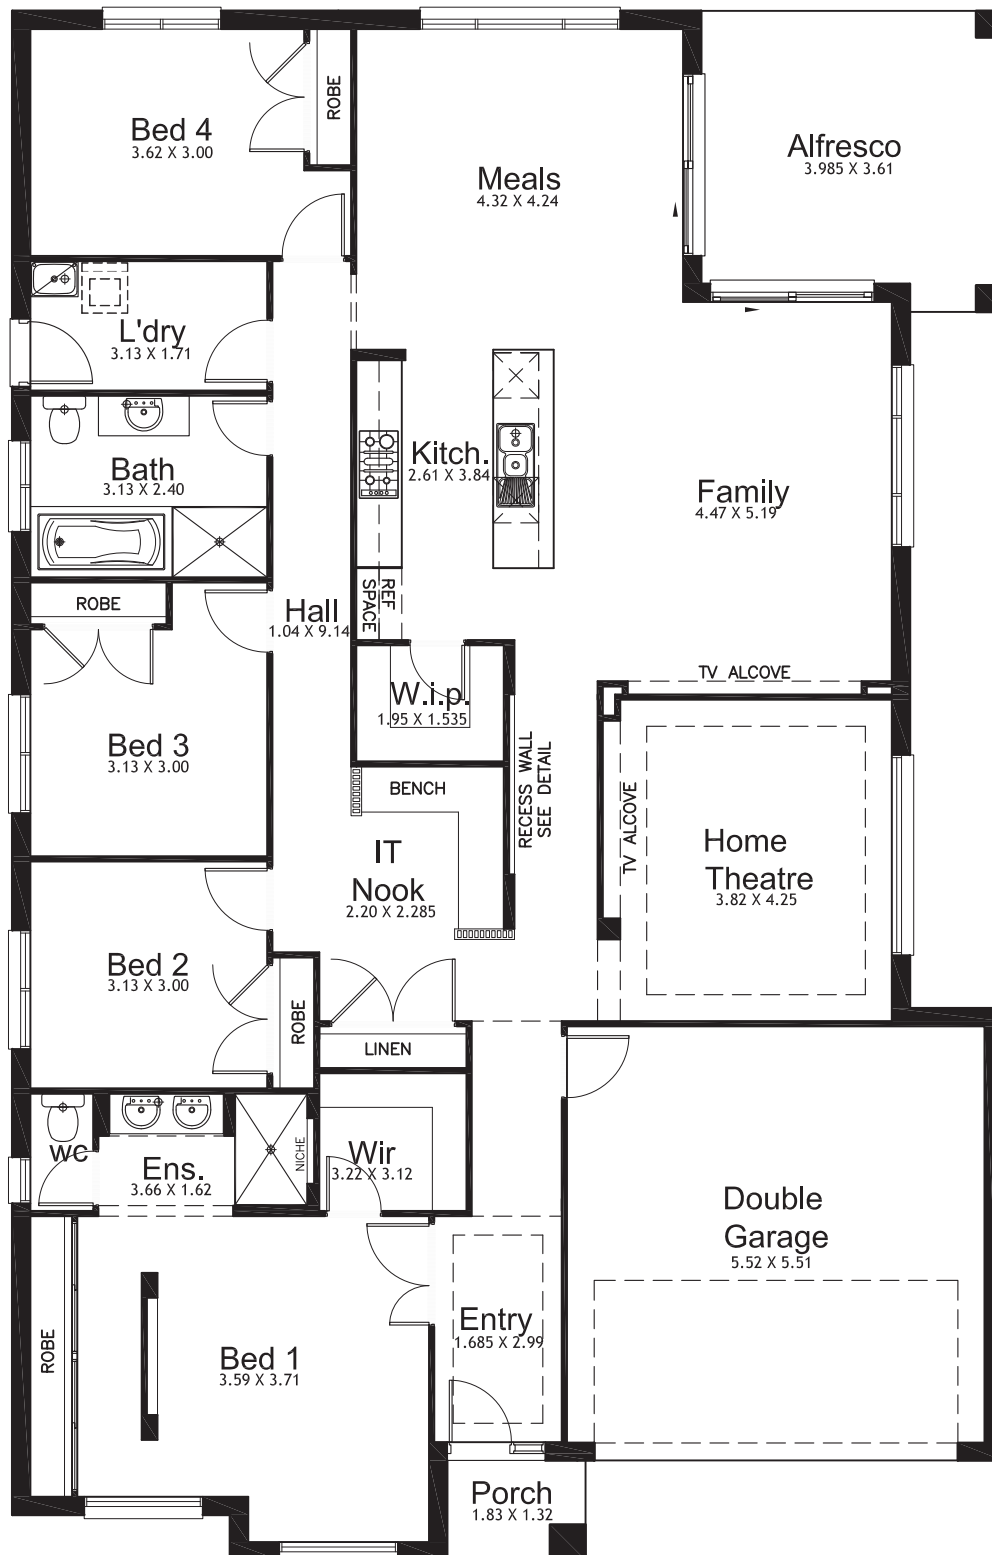 Bed 4
3.62 X 3.00
ROBE
Meals
4.32 X 4.24
Alfresco
3.985 X 3.61
L'dry
3.13 X 1.71
Bath
3.13 X 2.40
Kitch.
2.61 X 3.84
Family
4.47 X 5.19
ROBE
Hall
1.04 X 9.14
REF
SPACE
W.i.p.
1.95 X 1.535
TV ALCOVE
Bed 3
3.13 X 3.00
BENCH
RECESS WALL
SEE DETAIL
TV ALCOVE
IT
Nook
2.20 X 2.285
Home
Theatre
3.82 X 4.25
Bed 2
3.13 X 3.00
ROBE
LINEN
WC
Ens.
3.66 X 1.62
NICHE
Wir
3.22 X 3.12
Double
Garage
5.52 X 5.51
ROBE
Bed 1
3.59 X 3.71
Entry
1.685 X 2.99
Porch
1.83 X 1.32